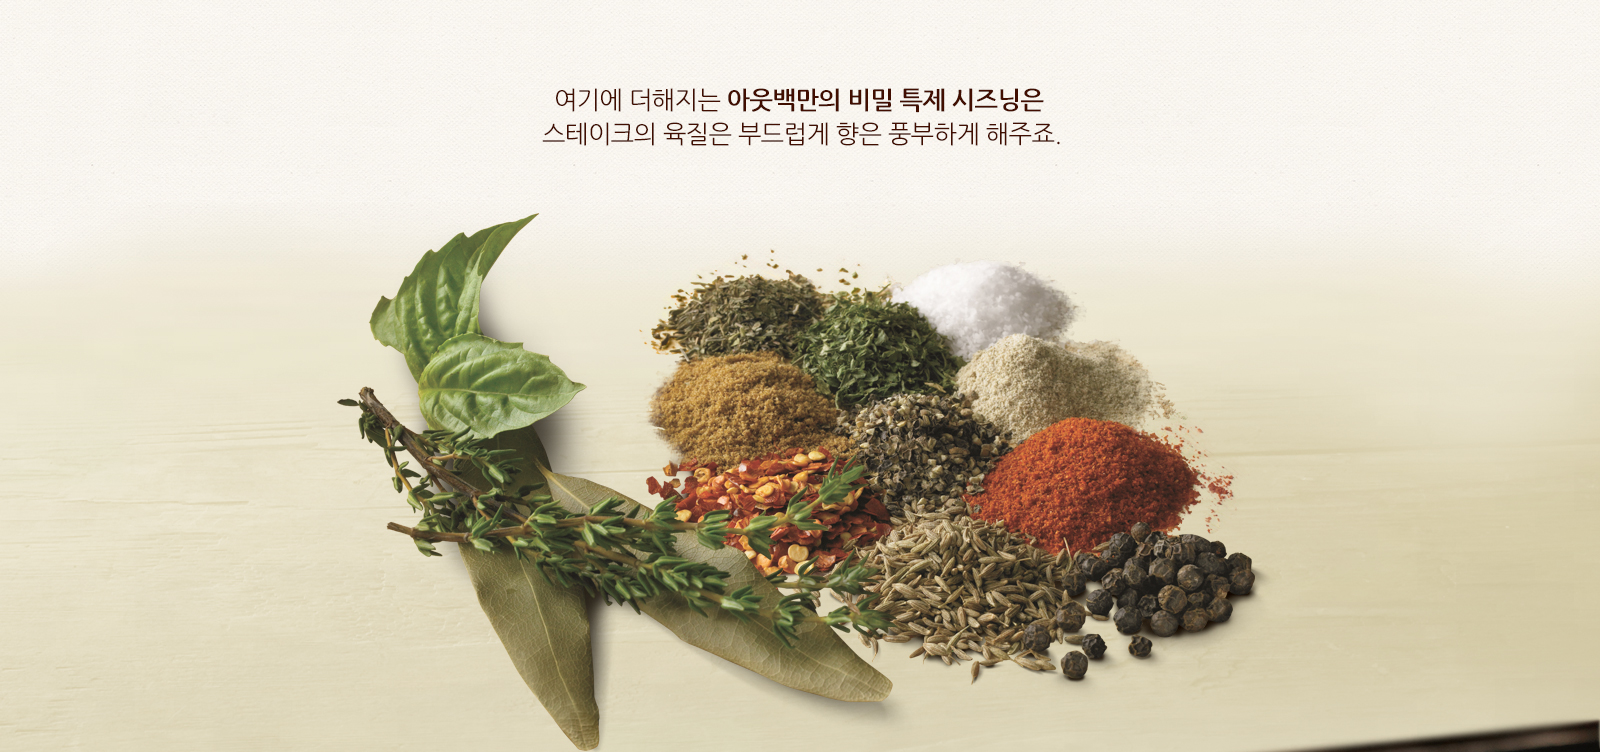 여기에 더해지는 아웃백만의 비밀 특제 시즈닝은
스테이크의 육질은 부드럽게 향은 풍부하게 해주죠.